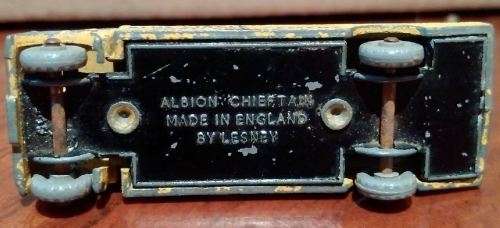 ALBION CHIEFTAIN
MADE IN ENGLAND
BY LESNEY